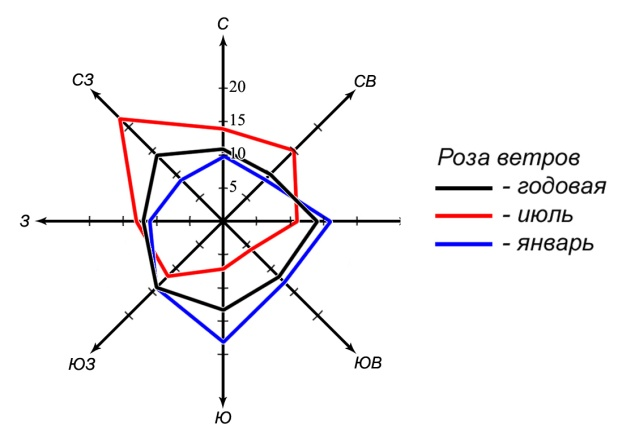 С
СЗ
СВ
20
15
10
5
З
ЮЗ
ЮВ
Ю
Роза ветров
- годовая
- июль
- январь